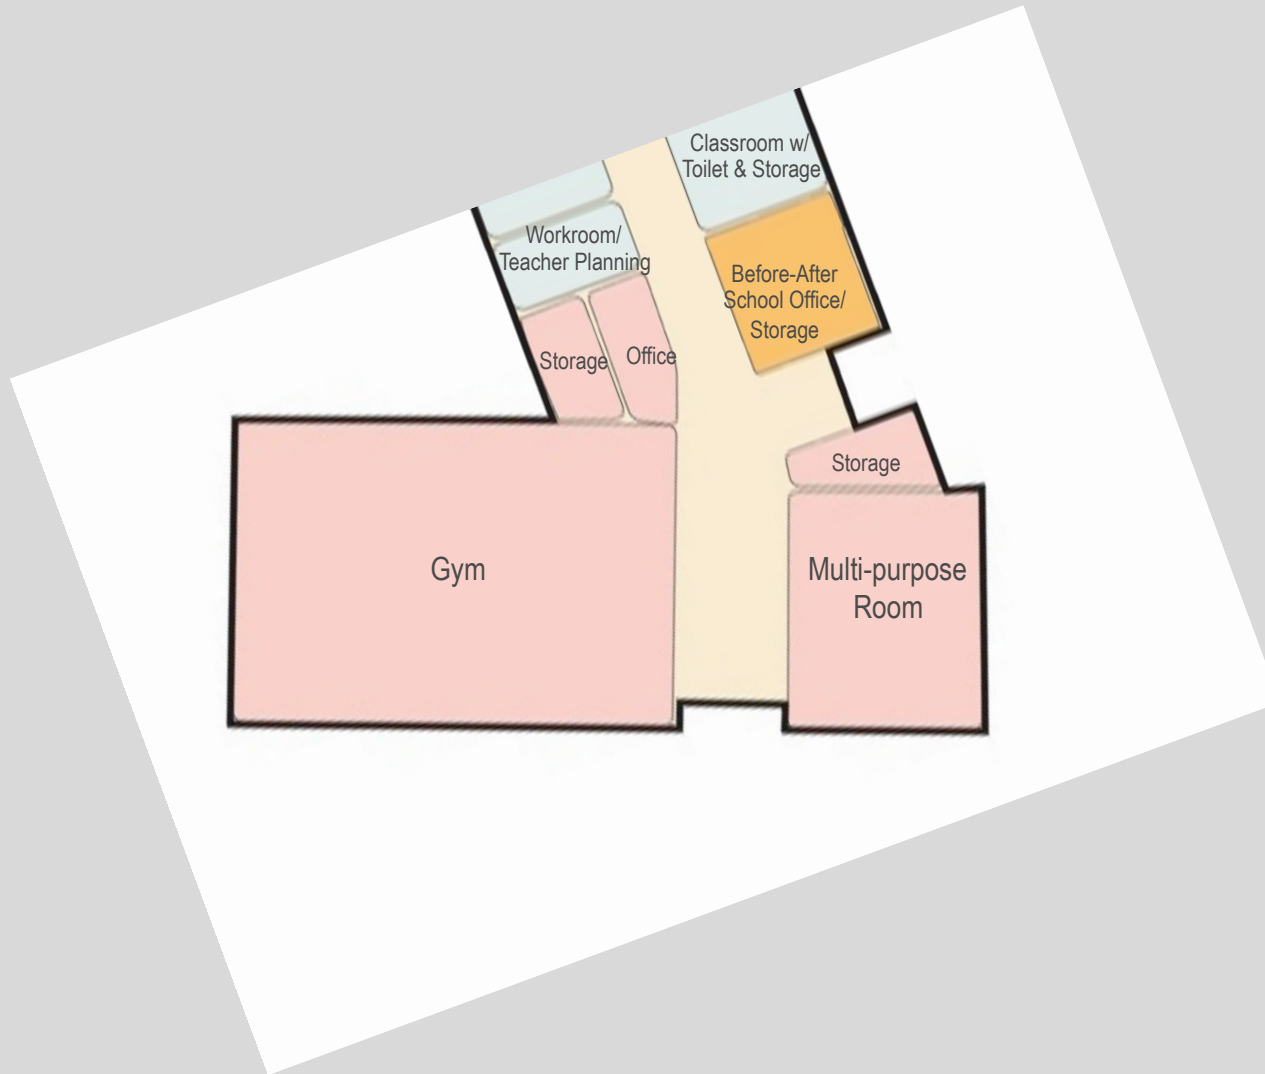 Classroom w/
Toilet & Storage
Workroom/
Teacher Planning
Before-After
School Office/
Storage
Storage
Office
Storage
Gym
Multi-purpose
Room